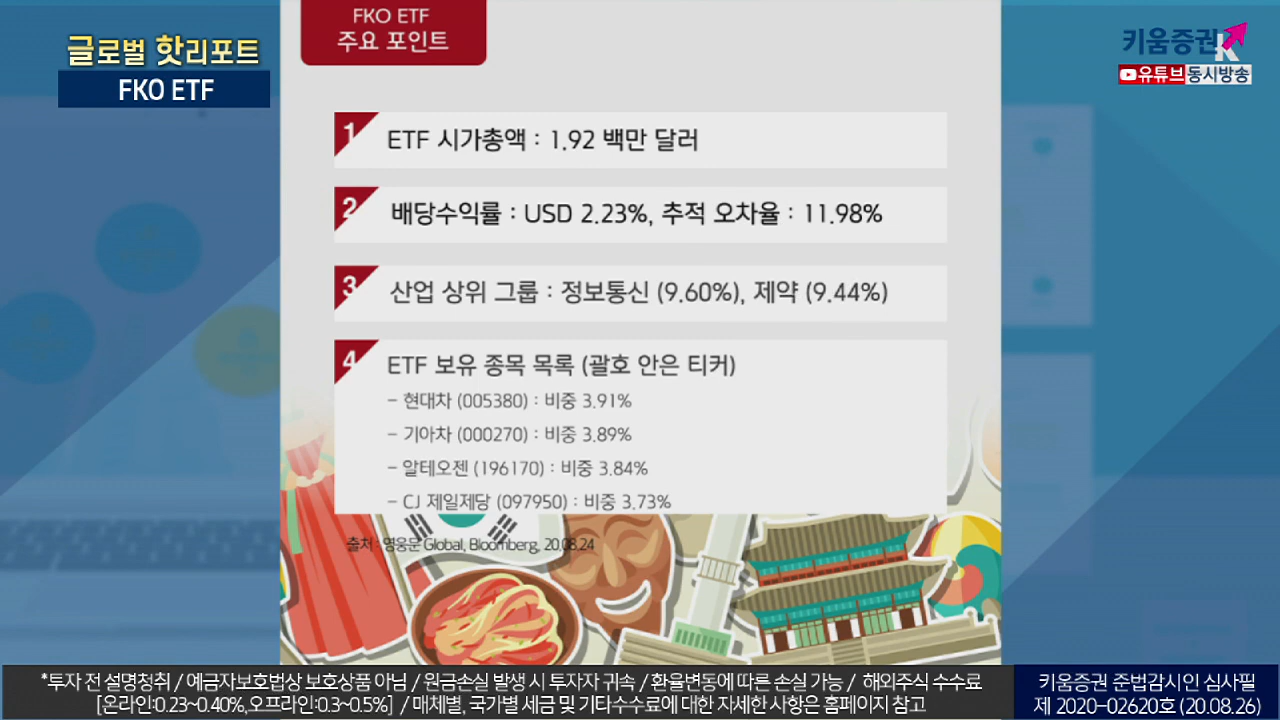 글로벌 핫리포트
FKO ETF
FKO ETF
주요 포인트
키움증권K
유튜브동시방송
1
ETF 시가총액 : 1.92 백만 달러
2
배당수익률 : USD 2.23%, 추적 오차율 : 11.98%
3
산업 상위 그룹 : 정보통신 (9.60%), 제약 (9.44%)
4
ETF 보유 종목 목록 (괄호 안은 티커)
- 현대차 (005380) : 비중 3.91%
- 기아차 (000270) : 비중 3.89%
- 알테오젠 (196170) : 비중 3.84%
- CJ 제일제당 (097950) : 비중 3.73%
출처 : 영웅문 Global, Bloomberg, 20.08.24
*투자 전 설명청취 / 예금자보호법상 보호상품 아님 / 원금손실 발생 시 투자자 귀속 / 환율변동에 따른 손실 가능 / 해외주식 수수료
[온라인:0.23~0.40%,오프라인:0.3~0.5%] / 매체별, 국가별 세금 및 기타수수료에 대한 자세한 사항은 홈페이지 참고
키움증권 준법감시인 심사필
제 2020-02620호 (20.08.26)